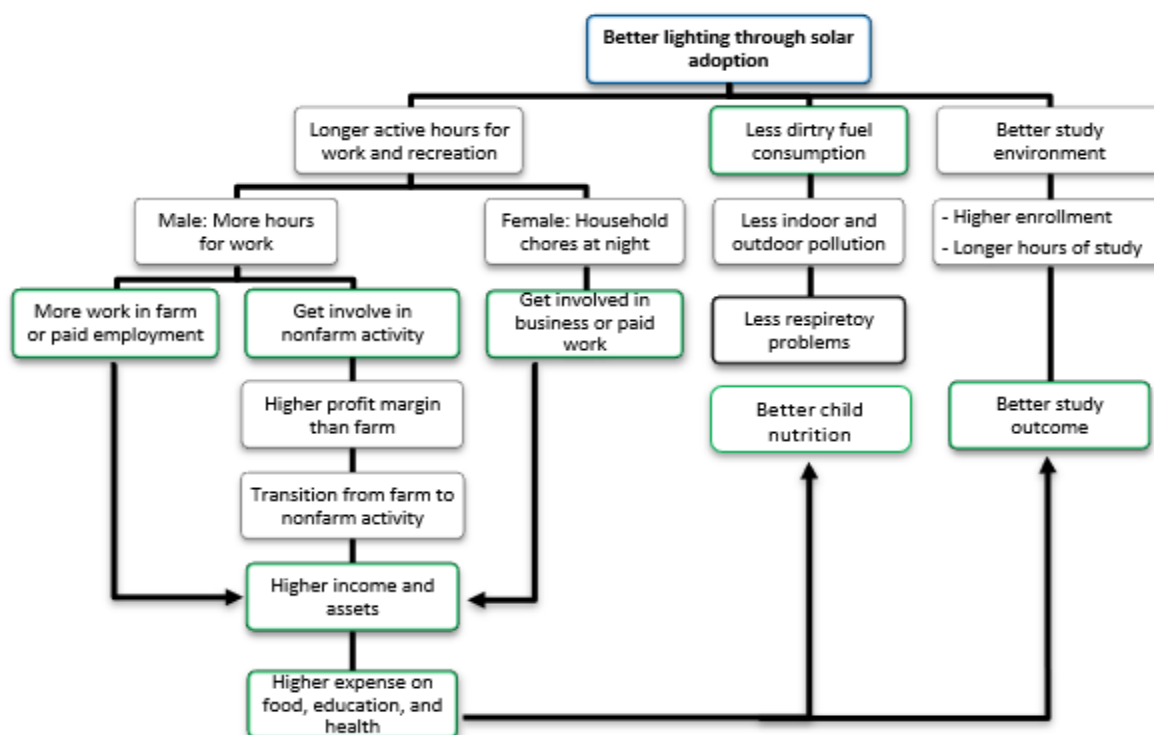 Better lighting through solar
adoption
Longer active hours for
work and recreation
Less dirtry fuel
consumption
Better study
environment
Male: More hours
for work
Female: Household
chores at night
Less indoor and
outdoor pollution
- Higher enrollment
- Longer hours of study
More work in farm
or paid employment
Get involve in
nonfarm activity
Get involved in
business or paid
work
Less respiretoy
problems
Higher profit margin
than farm
Better child
nutrition
Better study
outcome
Transition from farm to
nonfarm activity
Higher income and
assets
Higher expense on
food, education, and
health